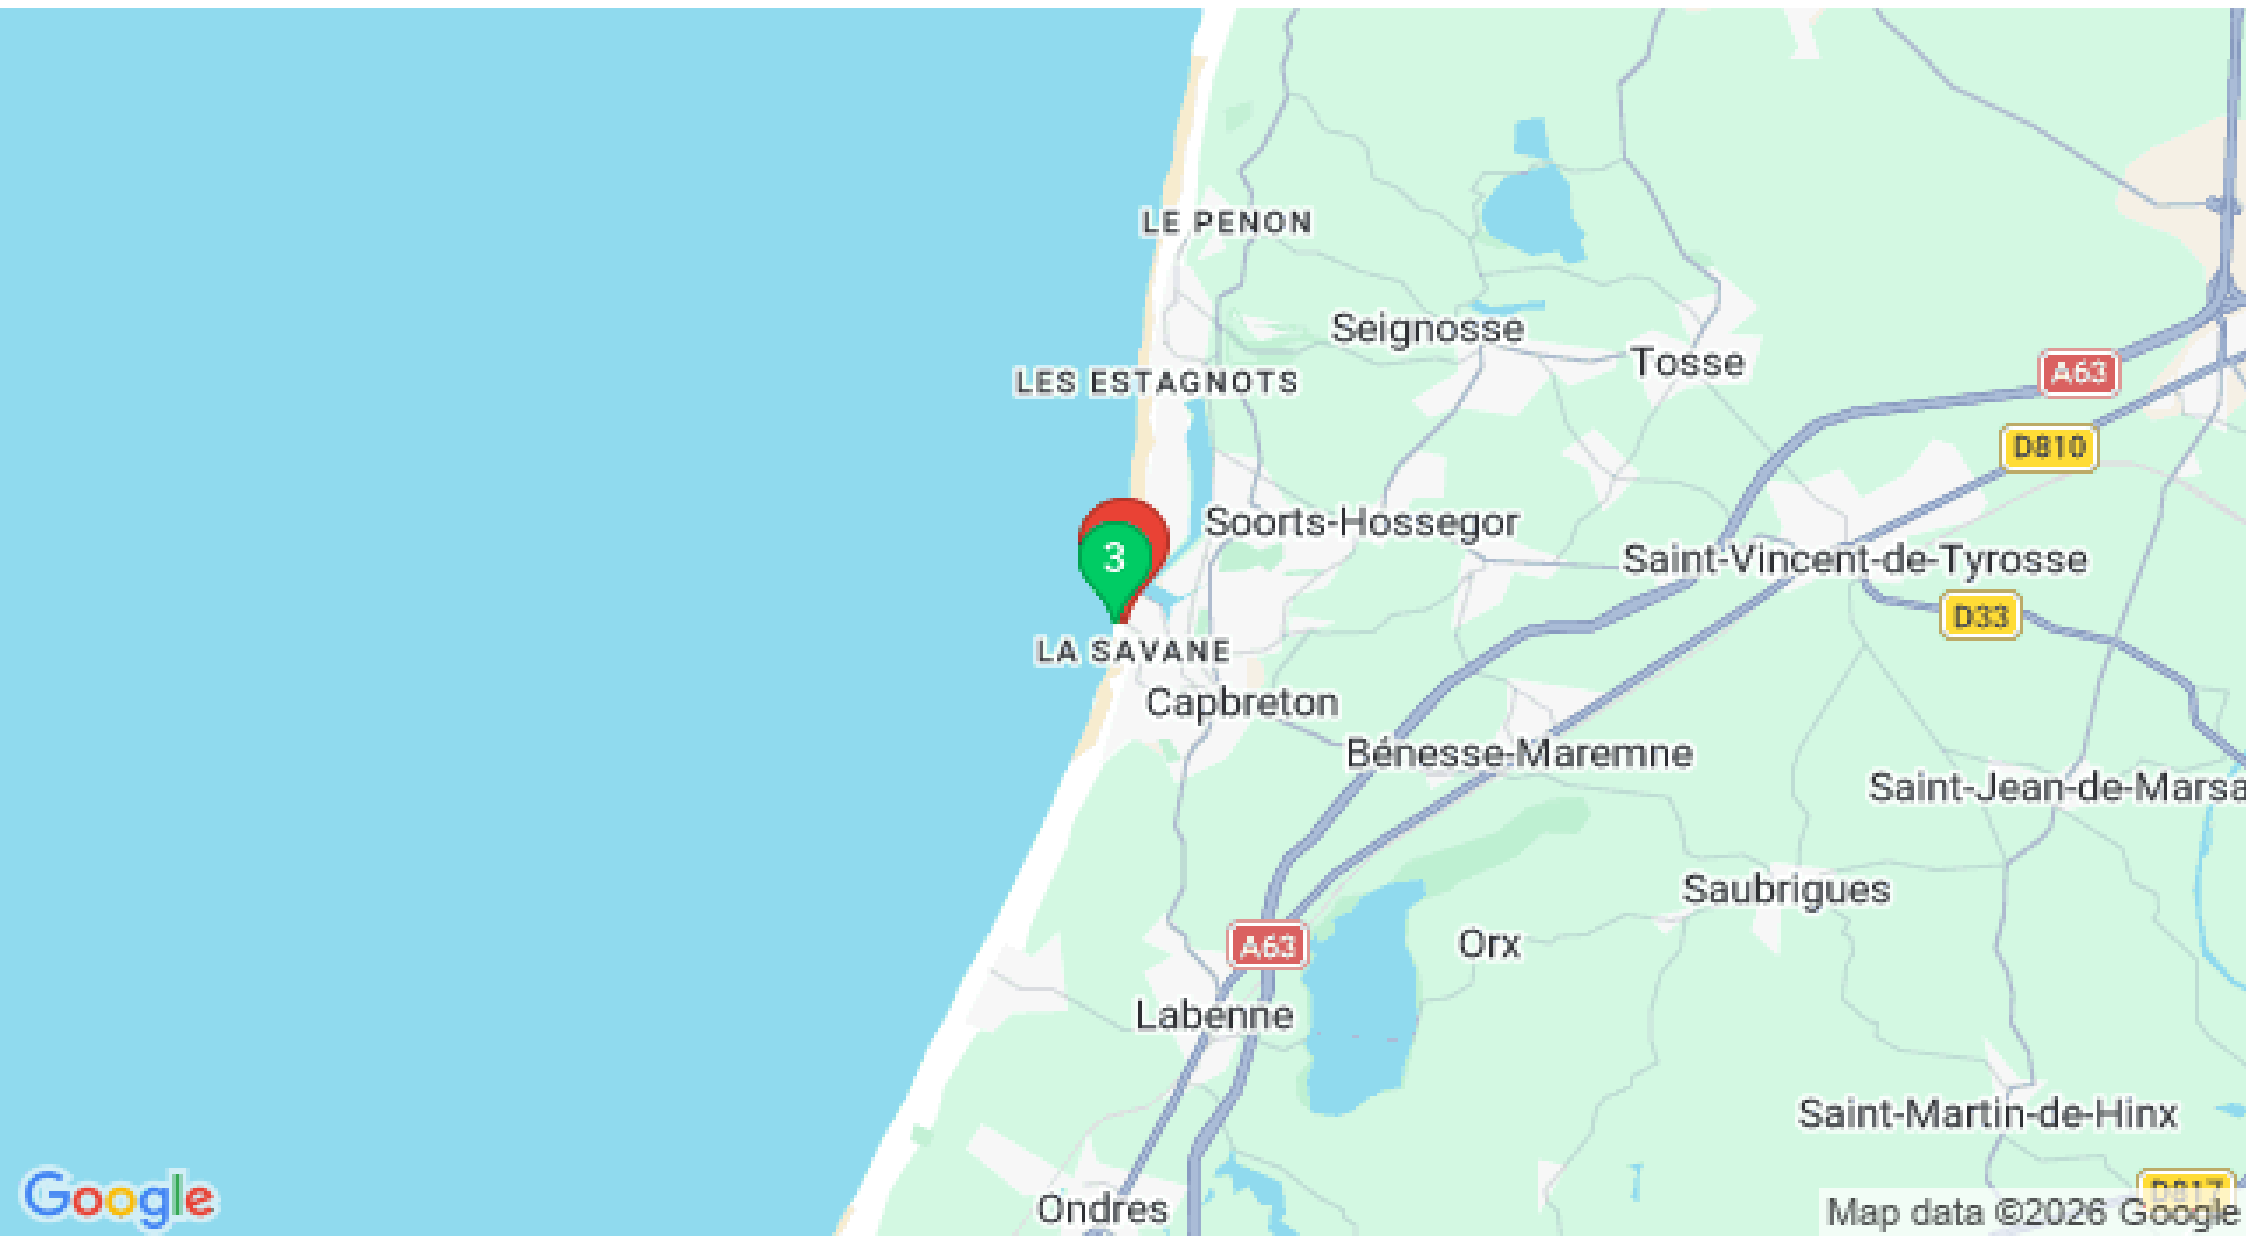 LE PENON
Seignosse
Tosse
A63
LES ESTAGNOTS
D810
Soorts-Hossegor
3
Saint-Vincent-de-Tyrosse
D33
LA SAVANE
Capbreton
Bénesse-Maremne
Saint-Jean-de-Marsa
Saubrigues
A63
Orx
Labenne
Saint-Martin-de-Hinx
D817
Google
Ondres
Map data ©2026 Google